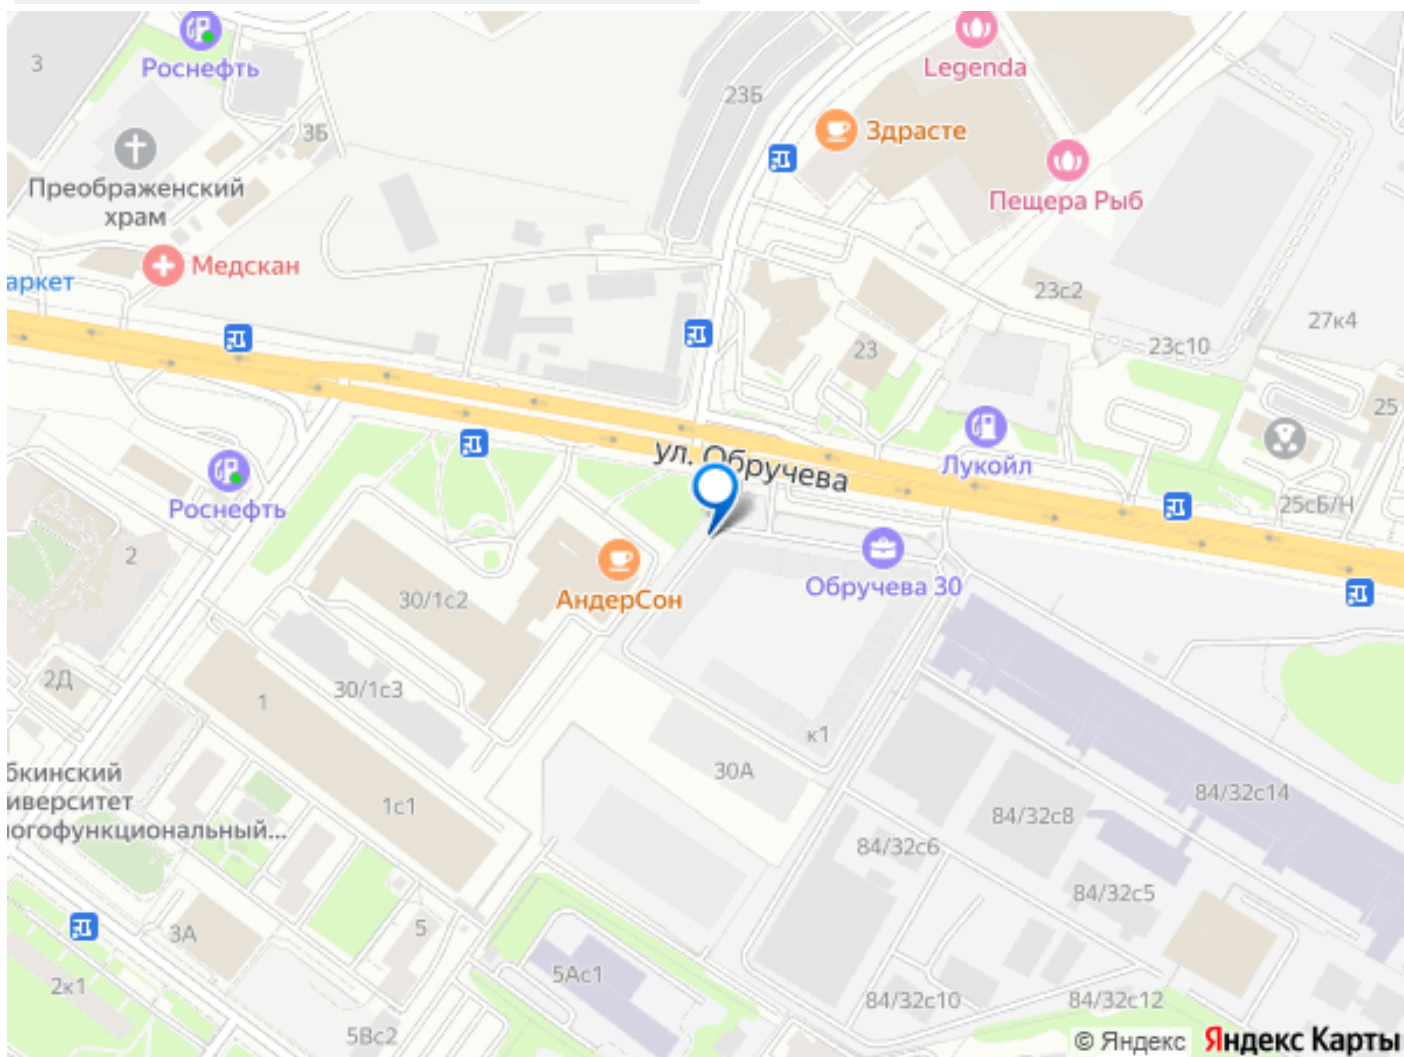 3
Роснефть
23Б
Legenda
3Б
Здрасте
Преображенский
храм
Пещера Рыб
Медскан
аркет
23с2
27к4
23
23с10
25
ул. Обручева
Лукойл
Роснефть
25сБ/Н
2
Обручева 30
30/1с2
АндерСон
2Д
30/1с3
1
к1
30А
бкинский
иверситет
огофункциональный...
1с1
84/32с14
84/32с8
84/32с6
84/32с5
3А
5
5Ас1
2к1
84/32с10
84/32с12
5Вс2
© Яндекс Яндекс Карты